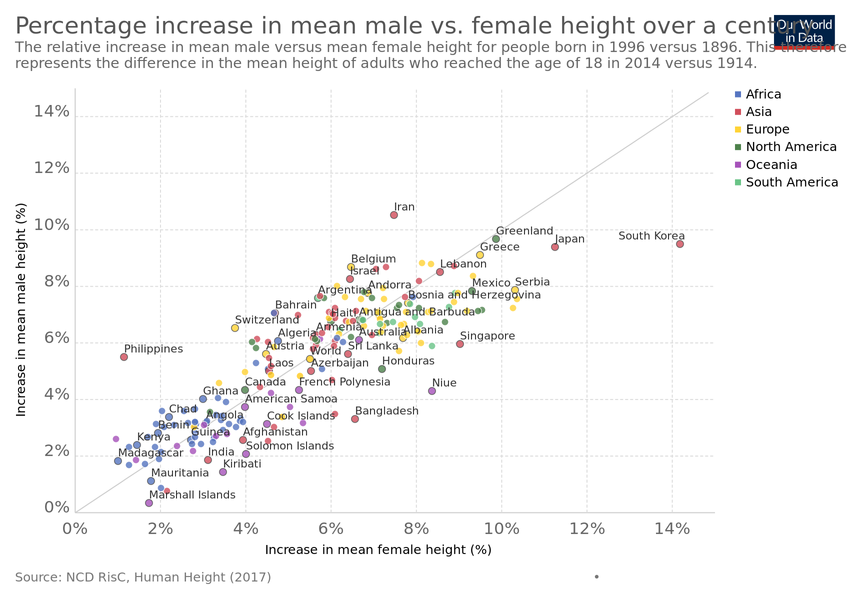 Percentage increase in mean male vs. female height over a century
Our World
in Data
The relative increase in mean male versus mean female height for people born in 1996 versus 1896. This therefore
represents the difference in the mean height of adults who reached the age of 18 in 2014 versus 1914.
14%
12%
10%
8%
6%
4%
2%
0%
Increase in mean male height (%)
Africa
Asia
Europe
North America
Oceania
South America
Iran
Greenland
South Korea
Japan
Greece
Belgium
Lebanon
Israel
Andorra
Mexico
Serbia
Argentina
Bosnia and Herzegovina
Bahrain
Haiti
Antigua and Barbuda
Switzerland
Armenia
Algeria
Australia
Albania
Singapore
Austria
World
Sri Lanka
Philippines
Laos
Azerbaijan
Honduras
Canada
French Polynesia
Niue
Ghana
American Samoa
Chad
Angola
Cook Islands
Bangladesh
Benin
Guinea
Afghanistan
Kenya
Solomon Islands
Madagascar
India
Kiribati
Mauritania
Marshall Islands
0%
2%
4%
6%
8%
10%
12%
14%
Increase in mean female height (%)
Source: NCD RisC, Human Height (2017)